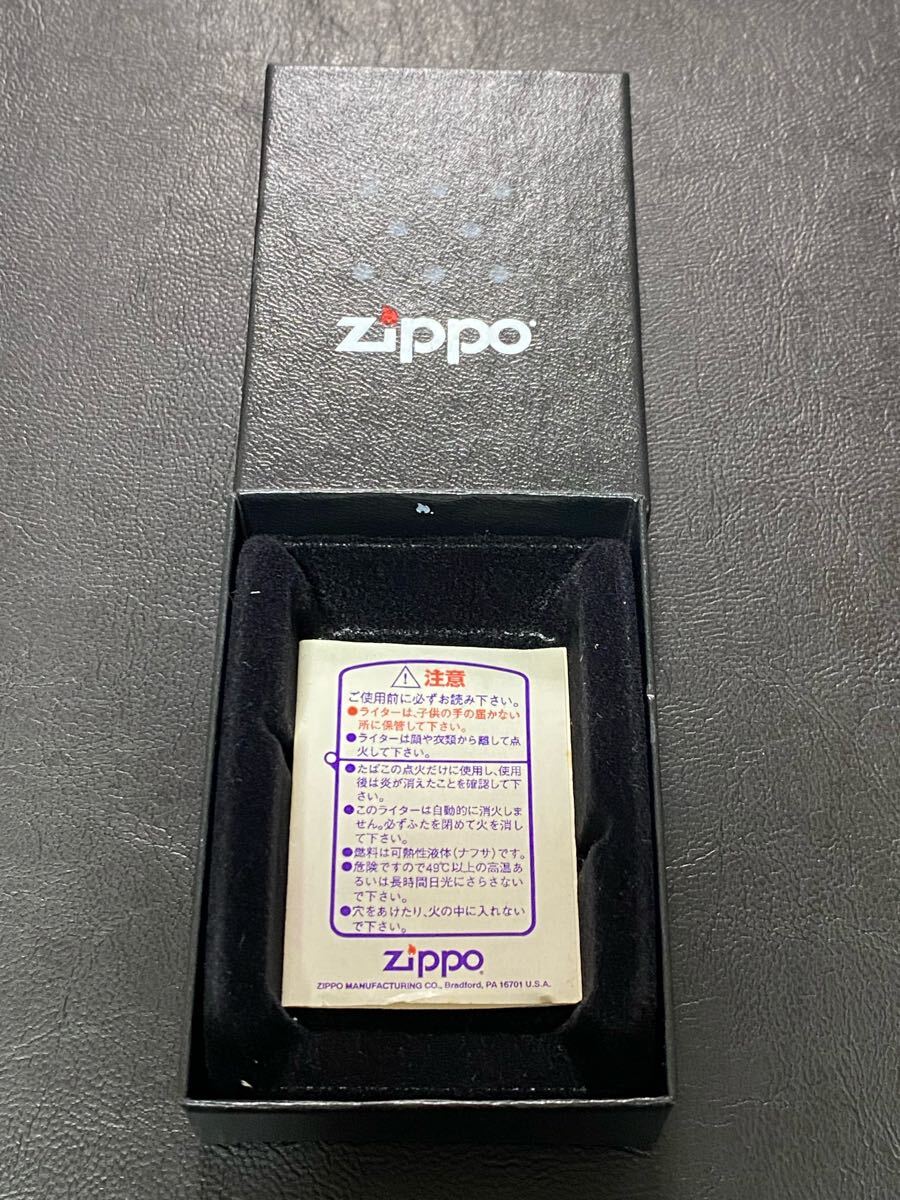 zippo®
注意
ご使用前に必ずお読み下さい。
●ライターは、子供の手の届かない
所に保管して下さい。
●ライターは顔や衣類から離して点
火して下さい。
●たばこの点火だけに使用し、使用
後は炎が消えたことを確認して下
さい。
●このライターは自動的に消火しま
せん。必ずふたを閉めて火を消し
て下さい。
●燃料は可熱性液体(ナフサ)です。
●危険ですので49℃以上の高温あ
るいは長時間日光にさらさない
で下さい。
●穴をあけたり、火の中に入れない
で下さい。
zippo®
ZIPPO MANUFACTURING CO., Bradford, PA 16701 U.S.A.